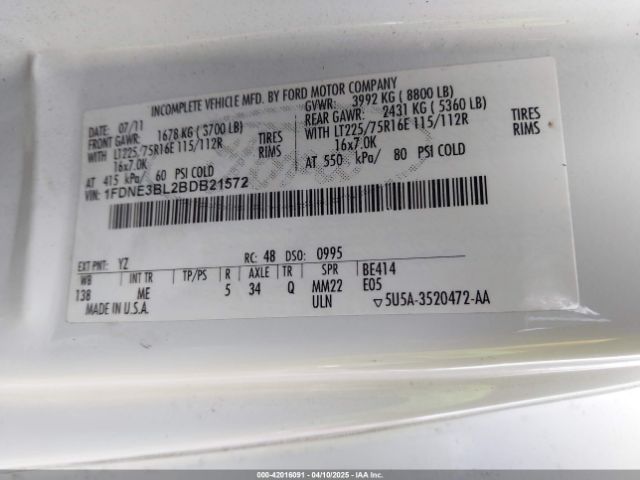 INCOMPLETE VEHICLE MFD. BY FORD MOTOR COMPANY
DATE: 07/11 GVWR: 3992 KG ( 8800 LB)
FRONT GAWR: 1678 KG ( 3700 LB) REAR GAWR: 2431 KG ( 5360 LB)
WITH LT225/75R16E 115/112R TIRES WITH LT225/75R16E 115/112R TIRES
16x7.0K RIMS 16x7.0K RIMS
AT 415 kPa/ 60 PSI COLD AT 550 kPa/ 80 PSI COLD
VIN: 1FDNE3BL2BDB21572
EXT PNT: YZ RC: 48 DSO: 0995
WB INT TR TP/PS R AXLE TR SPR BE414
138 ME 5 34 Q MM22 E05
ULN ▽5U5A-3520472-AA
MADE IN U.S.A.
000-42016091 - 04/10/2025 - IAAI.COM